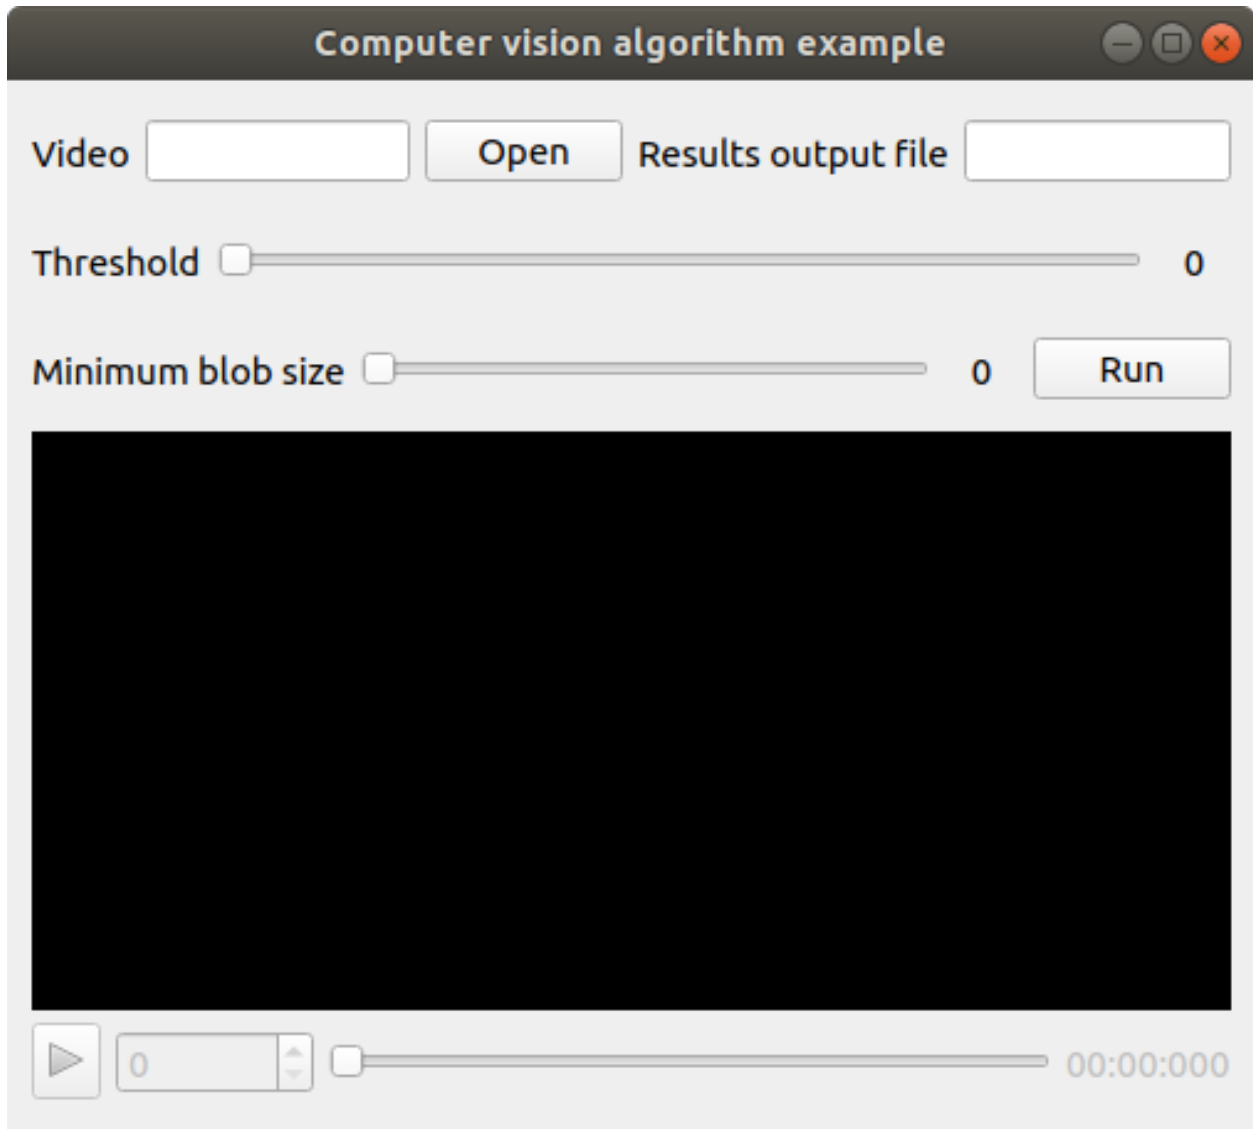 Computer vision algorithm example
Video Open Results output file
Threshold 0
Minimum blob size 0 Run
0 00:00:000